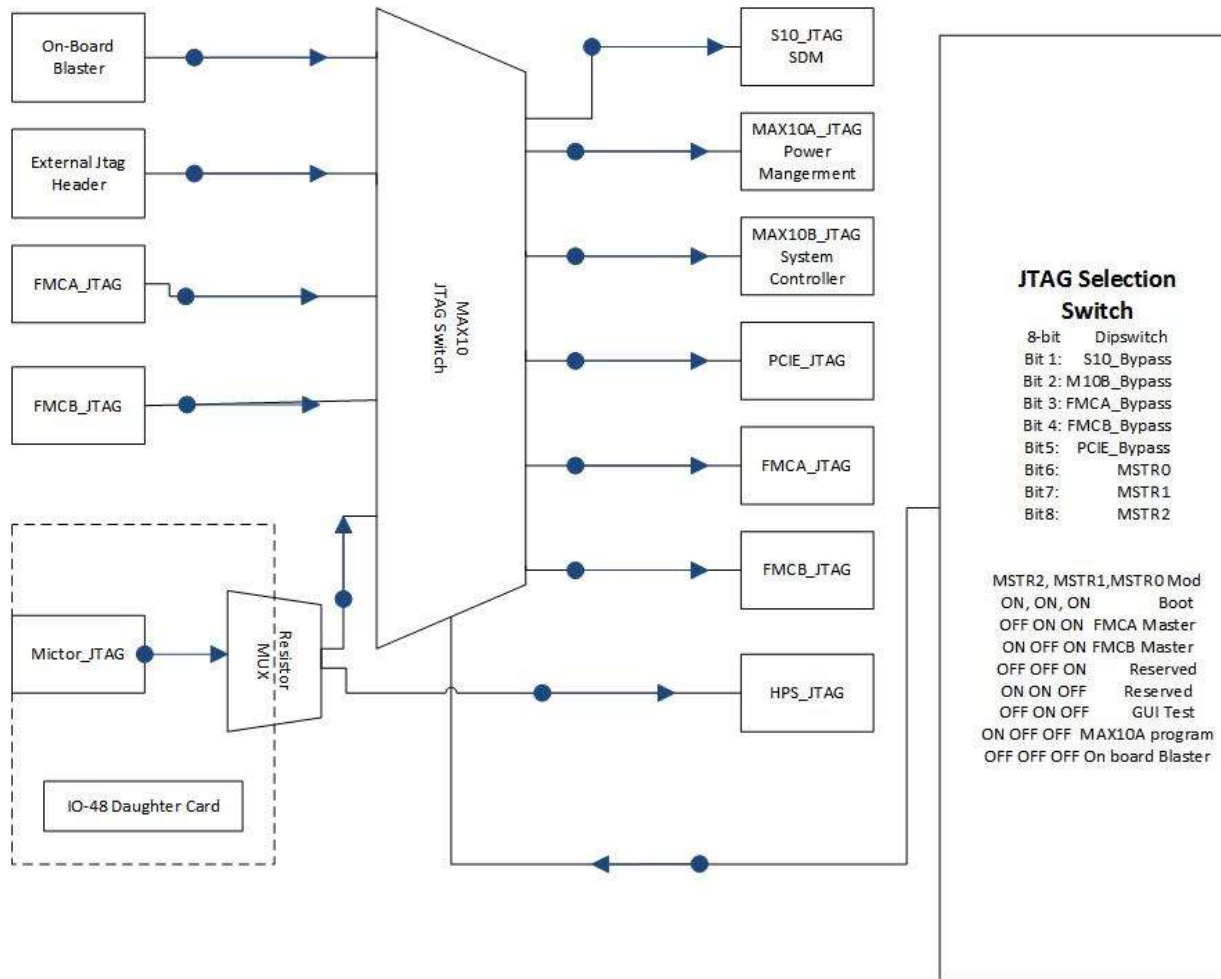 On-Board
Blaster
External Jtag
Header
FMCA_JTAG
FMCB_JTAG
Mictor_JTAG
Resistor
MUX
IO-48 Daughter Card
MAX10
JTAG Switch
S10_JTAG
SDM
MAX10A_JTAG
Power
Mangerment
MAX10B_JTAG
System
Controller
PCIE_JTAG
FMCA_JTAG
FMCB_JTAG
HPS_JTAG
JTAG Selection
Switch
8-bit Dipswitch
Bit 1: S10_Bypass
Bit 2: M10B_Bypass
Bit 3: FMCA_Bypass
Bit 4: FMCB_Bypass
Bit5: PCIE_Bypass
Bit6: MSTR0
Bit7: MSTR1
Bit8: MSTR2
MSTR2, MSTR1,MSTR0 Mod
ON, ON, ON Boot
OFF ON ON FMCA Master
ON OFF ON FMCB Master
OFF OFF ON Reserved
ON ON OFF Reserved
OFF ON OFF GUI Test
ON OFF OFF MAX10A program
OFF OFF OFF On board Blaster